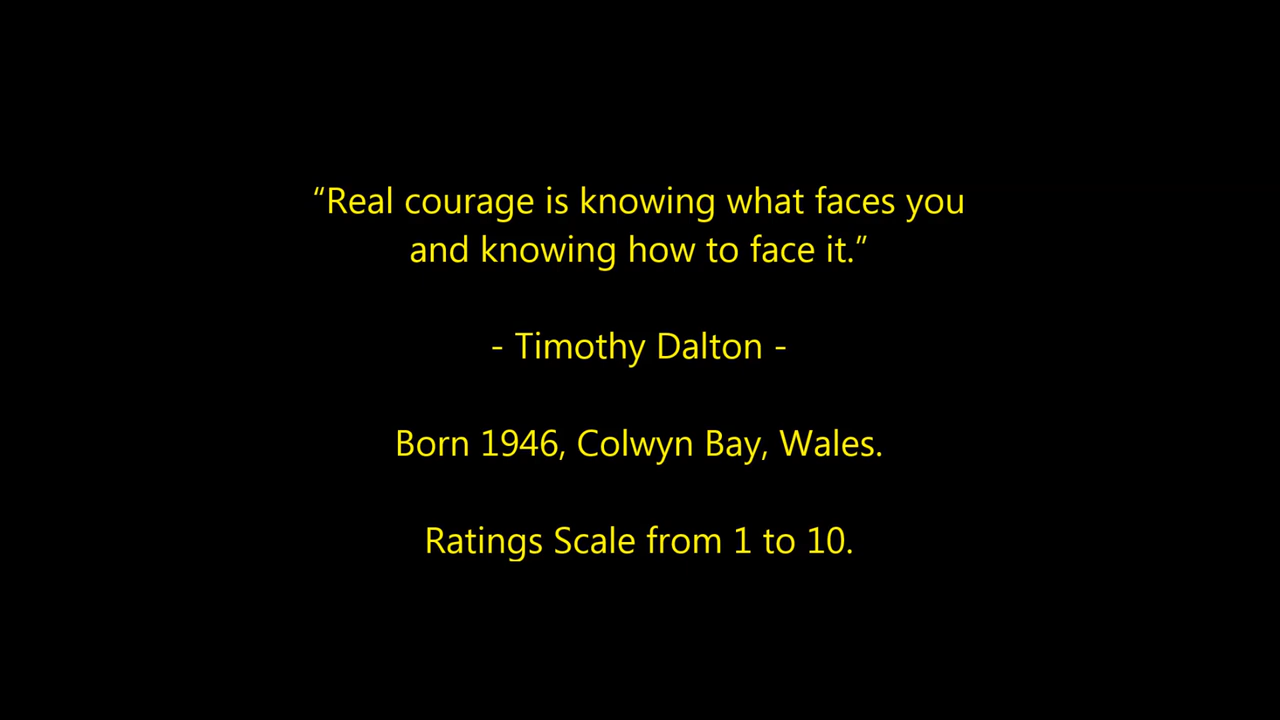 “Real courage is knowing what faces you
and knowing how to face it.”
- Timothy Dalton -
Born 1946, Colwyn Bay, Wales.
Ratings Scale from 1 to 10.